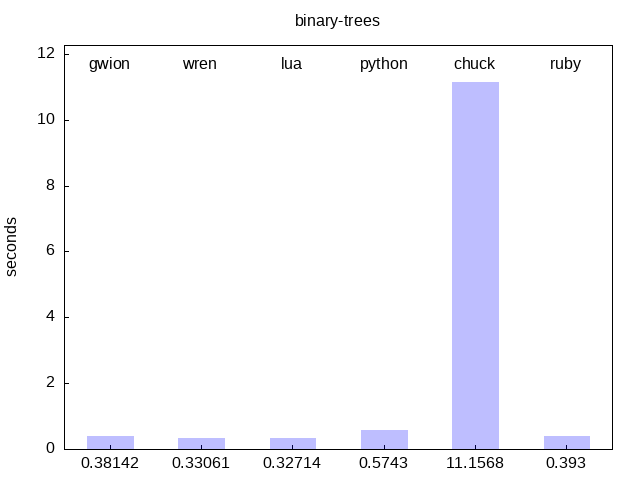 binary-trees
12
gwion wren lua python chuck ruby
10
8
6
seconds
4
2
0
0.38142 0.33061 0.32714 0.5743 11.1568 0.393